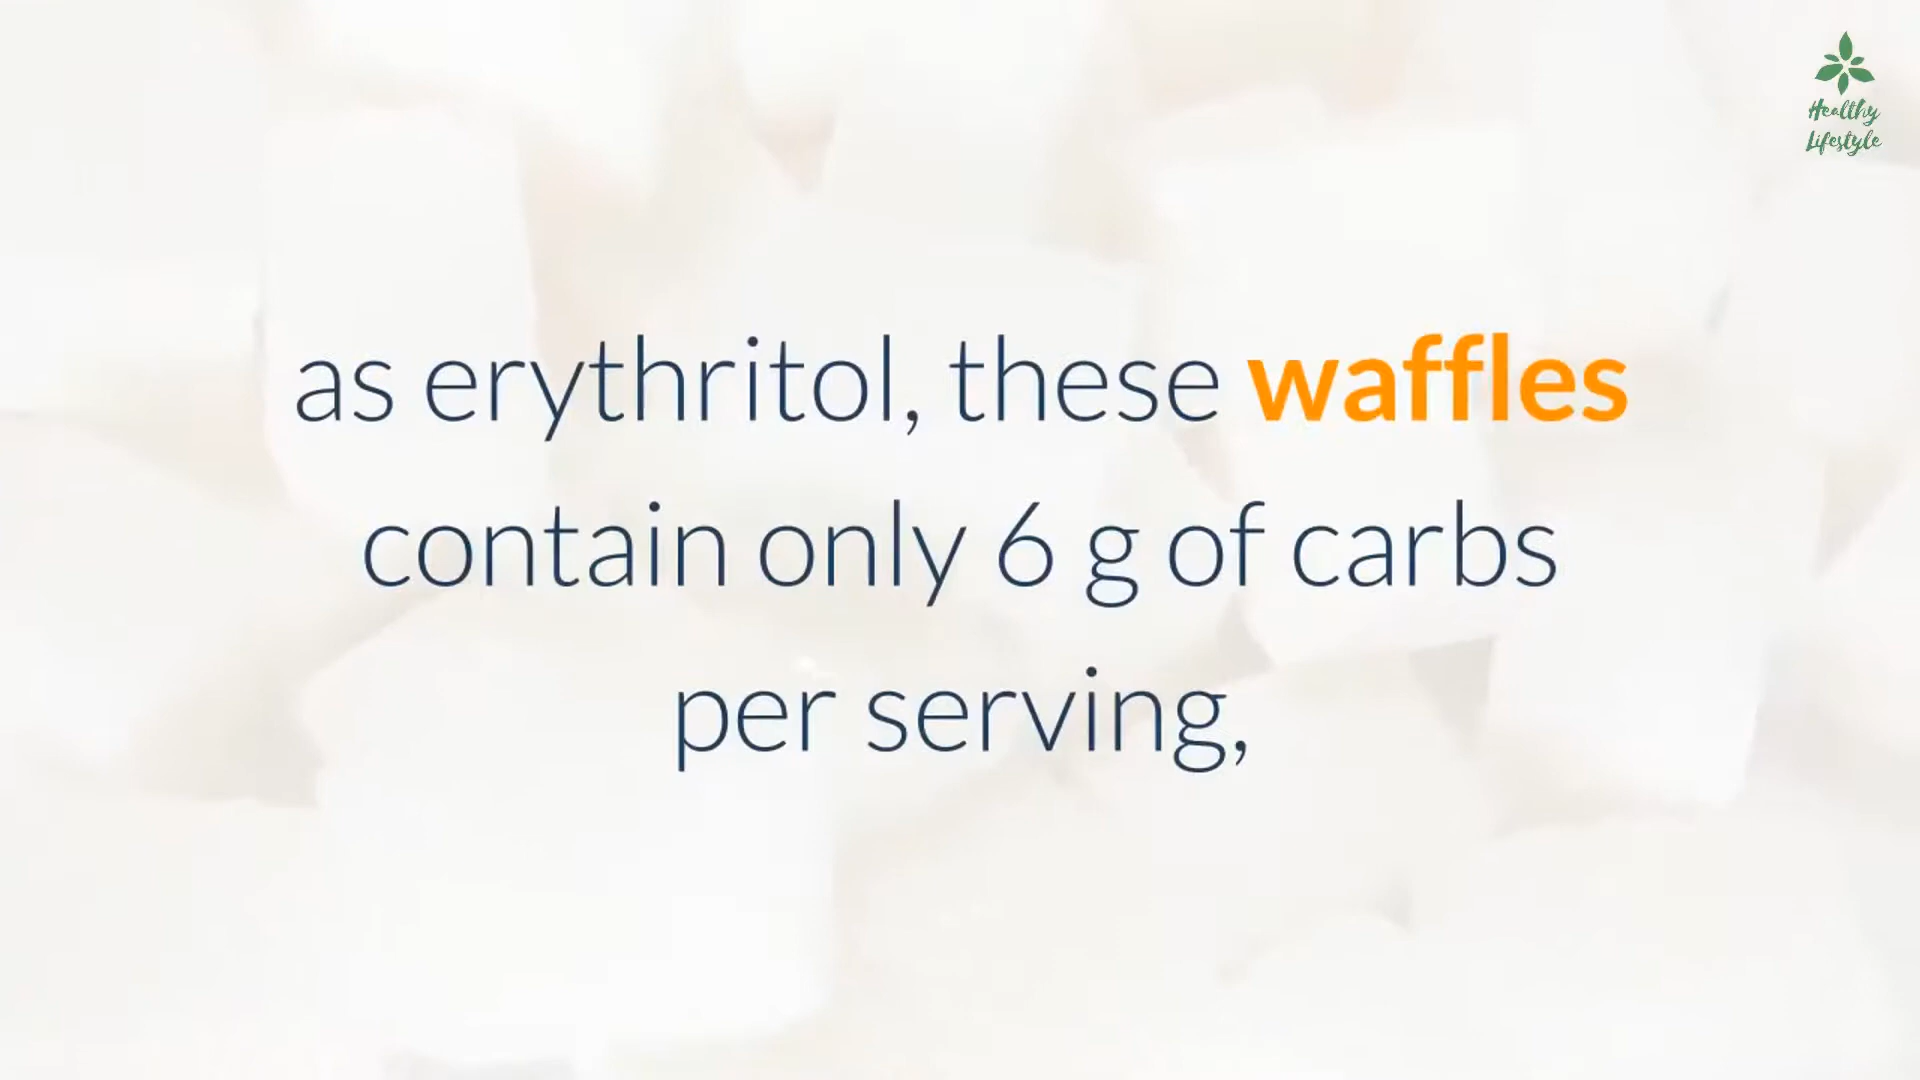 Healthy
Lifestyle
as erythritol, these waffles
contain only 6 g of carbs
per serving,